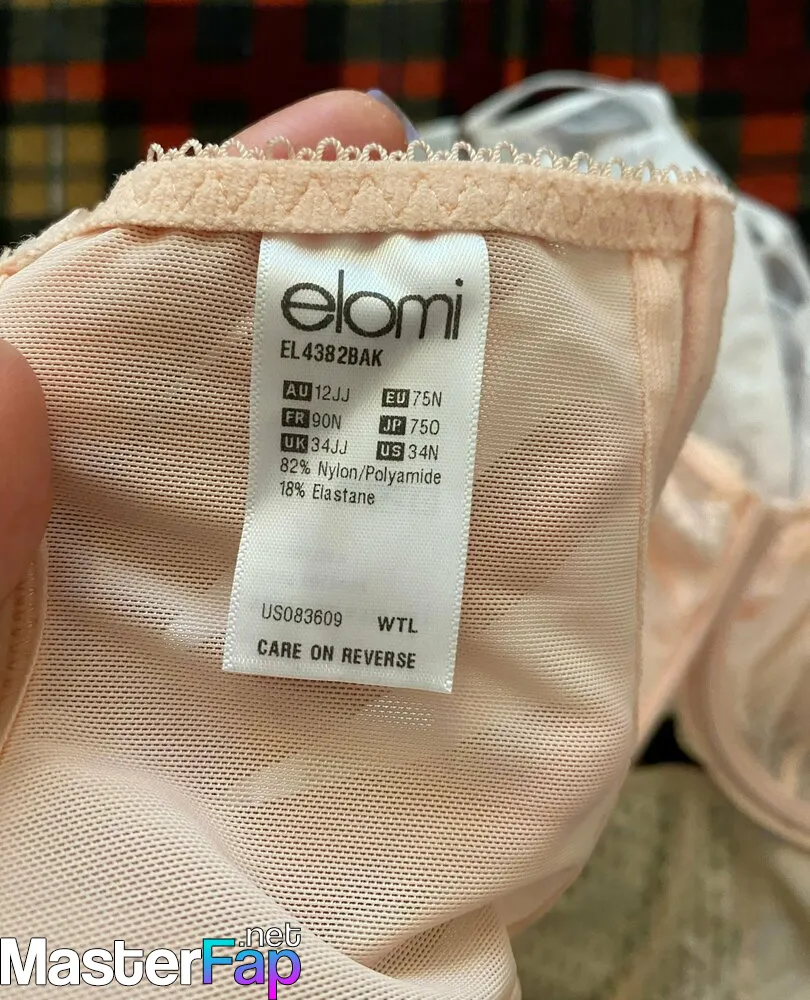 elomi
EL4382BAK
AU 12JJ EU 75N
FR 90N JP 75O
UK 34JJ US 34N
82% Nylon/Polyamide
18% Elastane
US083609 WTL
CARE ON REVERSE
MasterFap.net